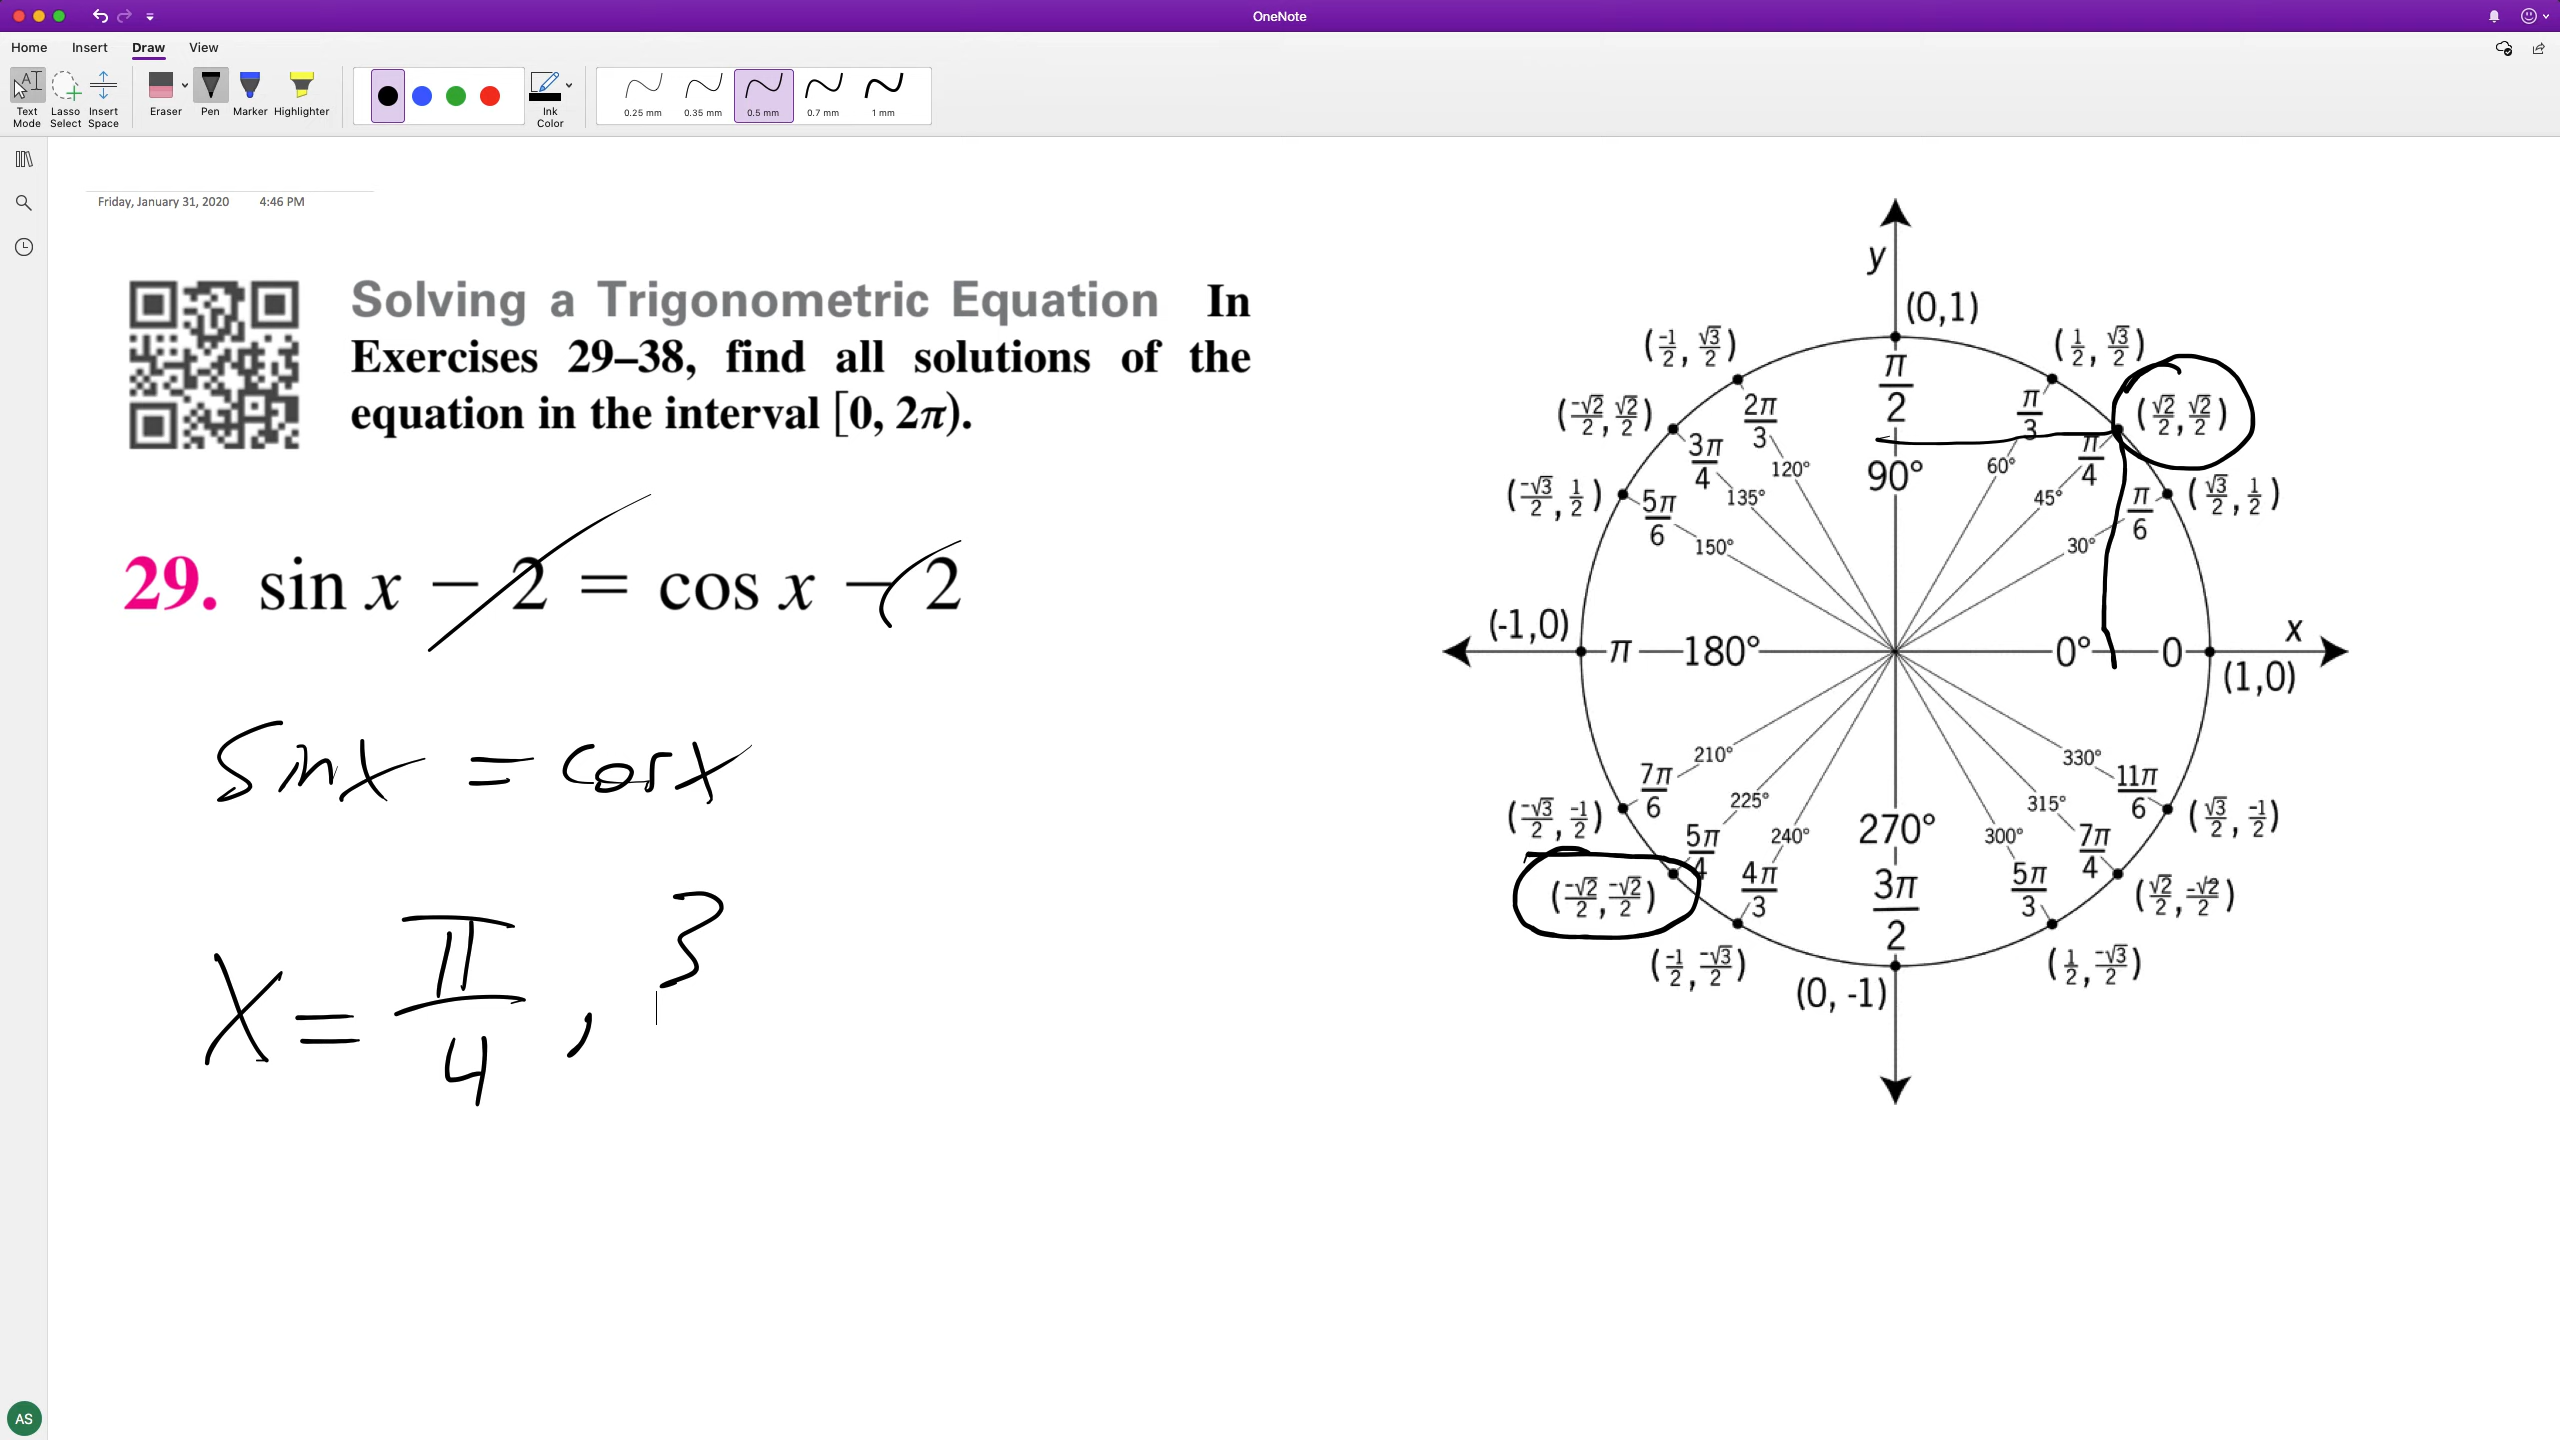 OneNote
Home Insert Draw View
Text Mode Lasso Select Insert Space Eraser Pen Marker Highlighter Ink Color 0.25 mm 0.35 mm 0.5 mm 0.7 mm 1 mm
Friday, January 31, 2020 4:46 PM
Solving a Trigonometric Equation In
Exercises 29–38, find all solutions of the
equation in the interval [0, 2π).
29. sin x − 2 = cos x − 2
sinx = cosx
x = π/4 , 3
y
(0,1)
(-1/2, √3/2) (1/2, √3/2)
(-√2/2, √2/2) 2π/3 π/2 π/3 (√2/2, √2/2)
3π/4 120° 90° 60° π/4
(-√3/2, 1/2) 5π/6 135° 45° π/6 (√3/2, 1/2)
150° 30°
(-1,0) π 180° 0° 0 x
(1,0)
210° 330°
(-√3/2, -1/2) 7π/6 225° 315° 11π/6 (√3/2, -1/2)
5π/4 240° 270° 300° 7π/4
(-√2/2, -√2/2) 4π/3 3π/2 5π/3 (√2/2, -√2/2)
(-1/2, -√3/2) (1/2, -√3/2)
(0, -1)
AS